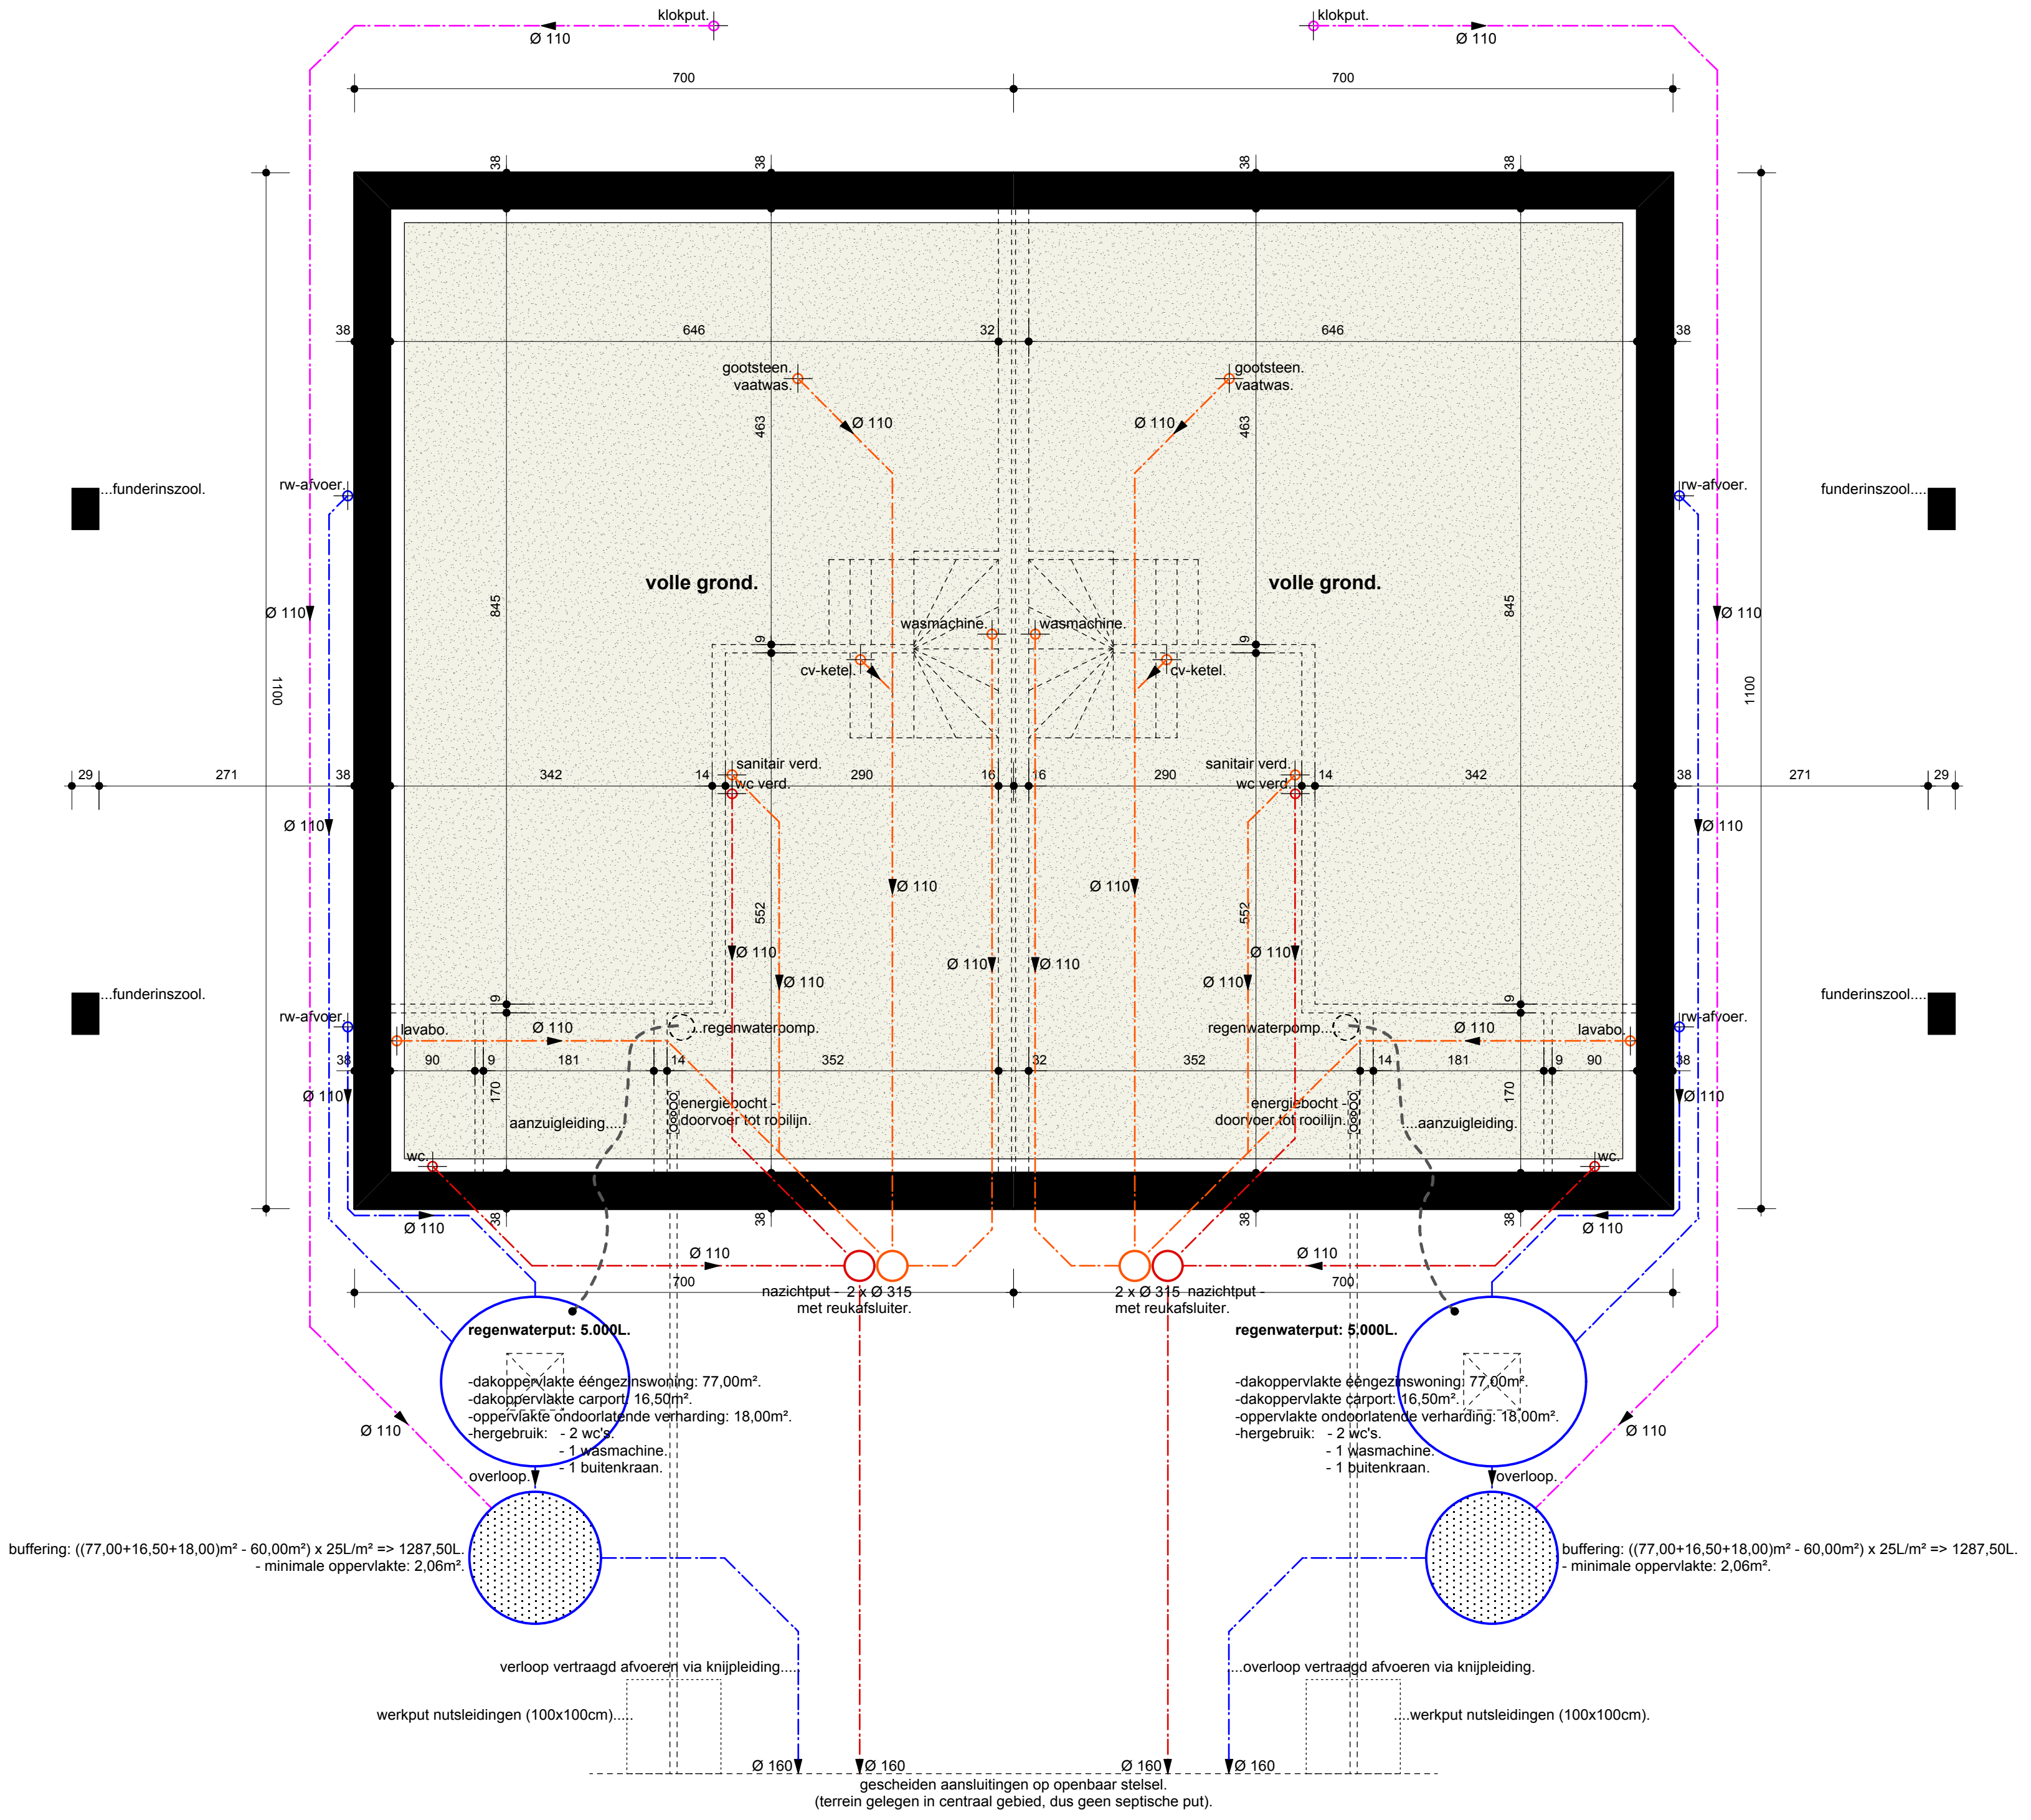 klokput.
klokput.
Ø 110
Ø 110
700
700
38
38
38
38
38
646
32
646
38
gootsteen.
vaatwas.
gootsteen.
vaatwas.
463
Ø 110
Ø 110
463
rw-afvoer.
rw-afvoer.
...funderinszool.
funderinszool....
volle grond.
volle grond.
845
845
Ø 110
Ø 110
wasmachine.
wasmachine.
9
9
cv-ketel.
cv-ketel.
1100
1100
sanitair verd.
wc verd.
sanitair verd.
wc verd.
29
271
38
342
14
290
16
16
290
14
342
38
271
29
Ø 110
Ø 110
Ø 110
Ø 110
552
552
Ø 110
Ø 110
Ø 110
Ø 110
Ø 110
Ø 110
9
9
...funderinszool.
funderinszool....
rw-afvoer.
rw-afvoer.
lavabo.
Ø 110
...regenwaterpomp.
regenwaterpomp....
Ø 110
lavabo.
38
90
9
181
14
352
32
352
14
181
9
90
38
Ø 110
170
170
Ø 110
energiebocht -
doorvoer tot rooilijn.
energiebocht -
doorvoer tot rooilijn.
aanzuigleiding.....
....aanzuigleiding.
wc.
wc.
Ø 110
38
38
38
38
Ø 110
Ø 110
Ø 110
700
700
nazichtput - 2 x Ø 315
met reukafsluiter.
2 x Ø 315 nazichtput -
met reukafsluiter.
regenwaterput: 5.000L.
-dakoppervlakte ééngezinswoning: 77,00m².
-dakoppervlakte carport: 16,50m².
-oppervlakte ondoorlatende verharding: 18,00m².
-hergebruik: - 2 wc's.
- 1 wasmachine.
- 1 buitenkraan.
regenwaterput: 5.000L.
-dakoppervlakte ééngezinswoning: 77,00m².
-dakoppervlakte carport: 16,50m².
-oppervlakte ondoorlatende verharding: 18,00m².
-hergebruik: - 2 wc's.
- 1 wasmachine.
- 1 buitenkraan.
Ø 110
Ø 110
overloop.
overloop.
buffering: ((77,00+16,50+18,00)m² - 60,00m²) x 25L/m² => 1287,50L.
- minimale oppervlakte: 2,06m².
buffering: ((77,00+16,50+18,00)m² - 60,00m²) x 25L/m² => 1287,50L.
- minimale oppervlakte: 2,06m².
verloop vertraagd afvoeren via knijpleiding.....
....overloop vertraagd afvoeren via knijpleiding.
werkput nutsleidingen (100x100cm).....
....werkput nutsleidingen (100x100cm).
Ø 160
Ø 160
Ø 160
Ø 160
gescheiden aansluitingen op openbaar stelsel.
(terrein gelegen in centraal gebied, dus geen septische put).